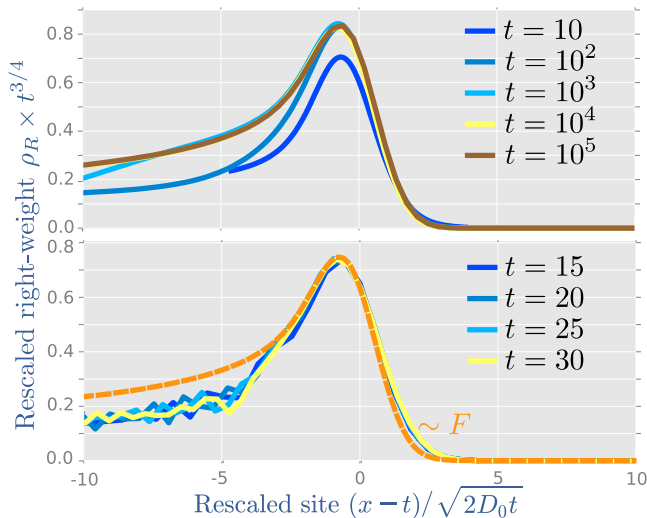 Rescaled right-weight ρ_R × t^{3/4}
0.8
0.6
0.4
0.2
0.0
t = 10
t = 10^2
t = 10^3
t = 10^4
t = 10^5
0.8
0.6
0.4
0.2
0.0
t = 15
t = 20
t = 25
t = 30
∼ F
-10 -5 0 5 10
Rescaled site (x − t)/√2D_0t